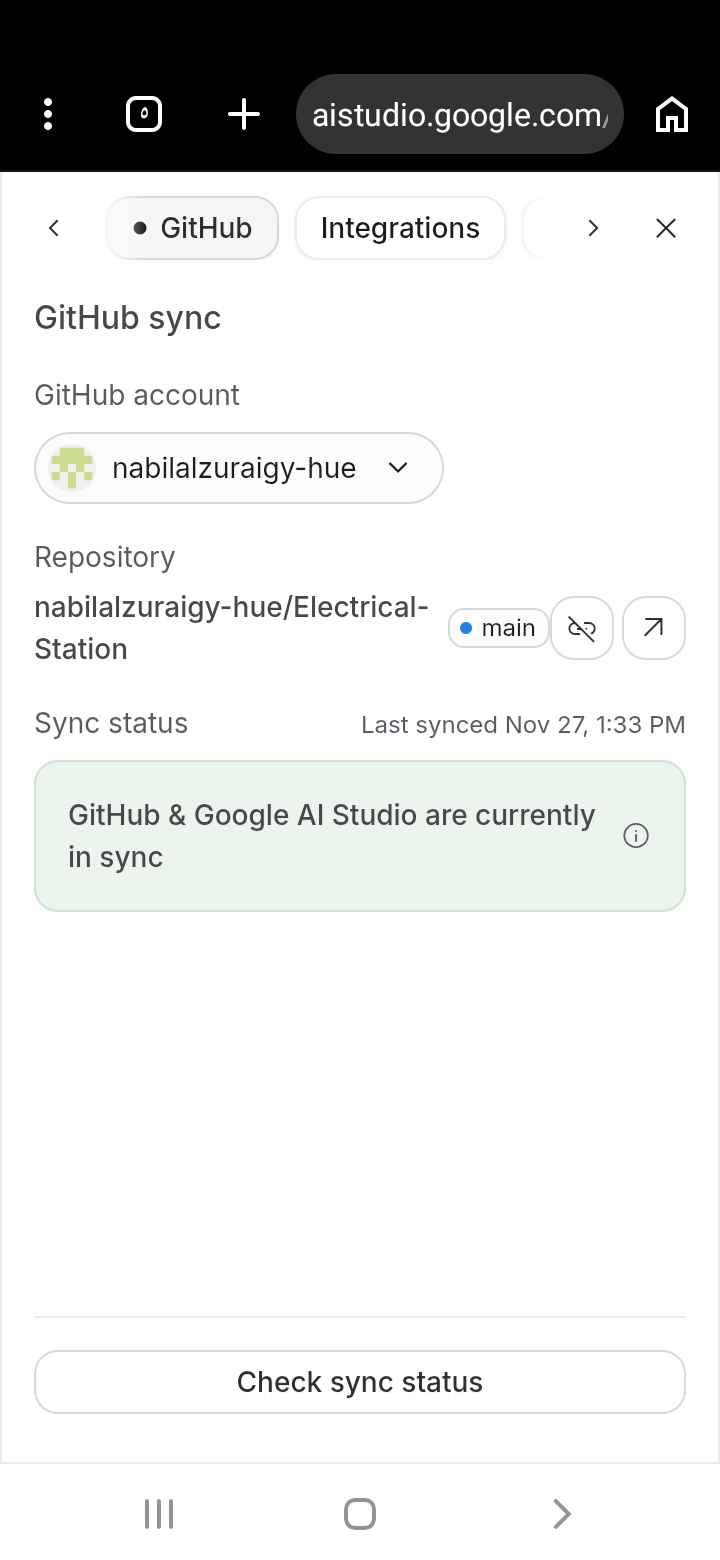 aistudio.google.com/
GitHub
Integrations
GitHub sync
GitHub account
nabilalzuraigy-hue
Repository
nabilalzuraigy-hue/Electrical-
Station
main
Sync status
Last synced Nov 27, 1:33 PM
GitHub & Google AI Studio are currently
in sync
Check sync status